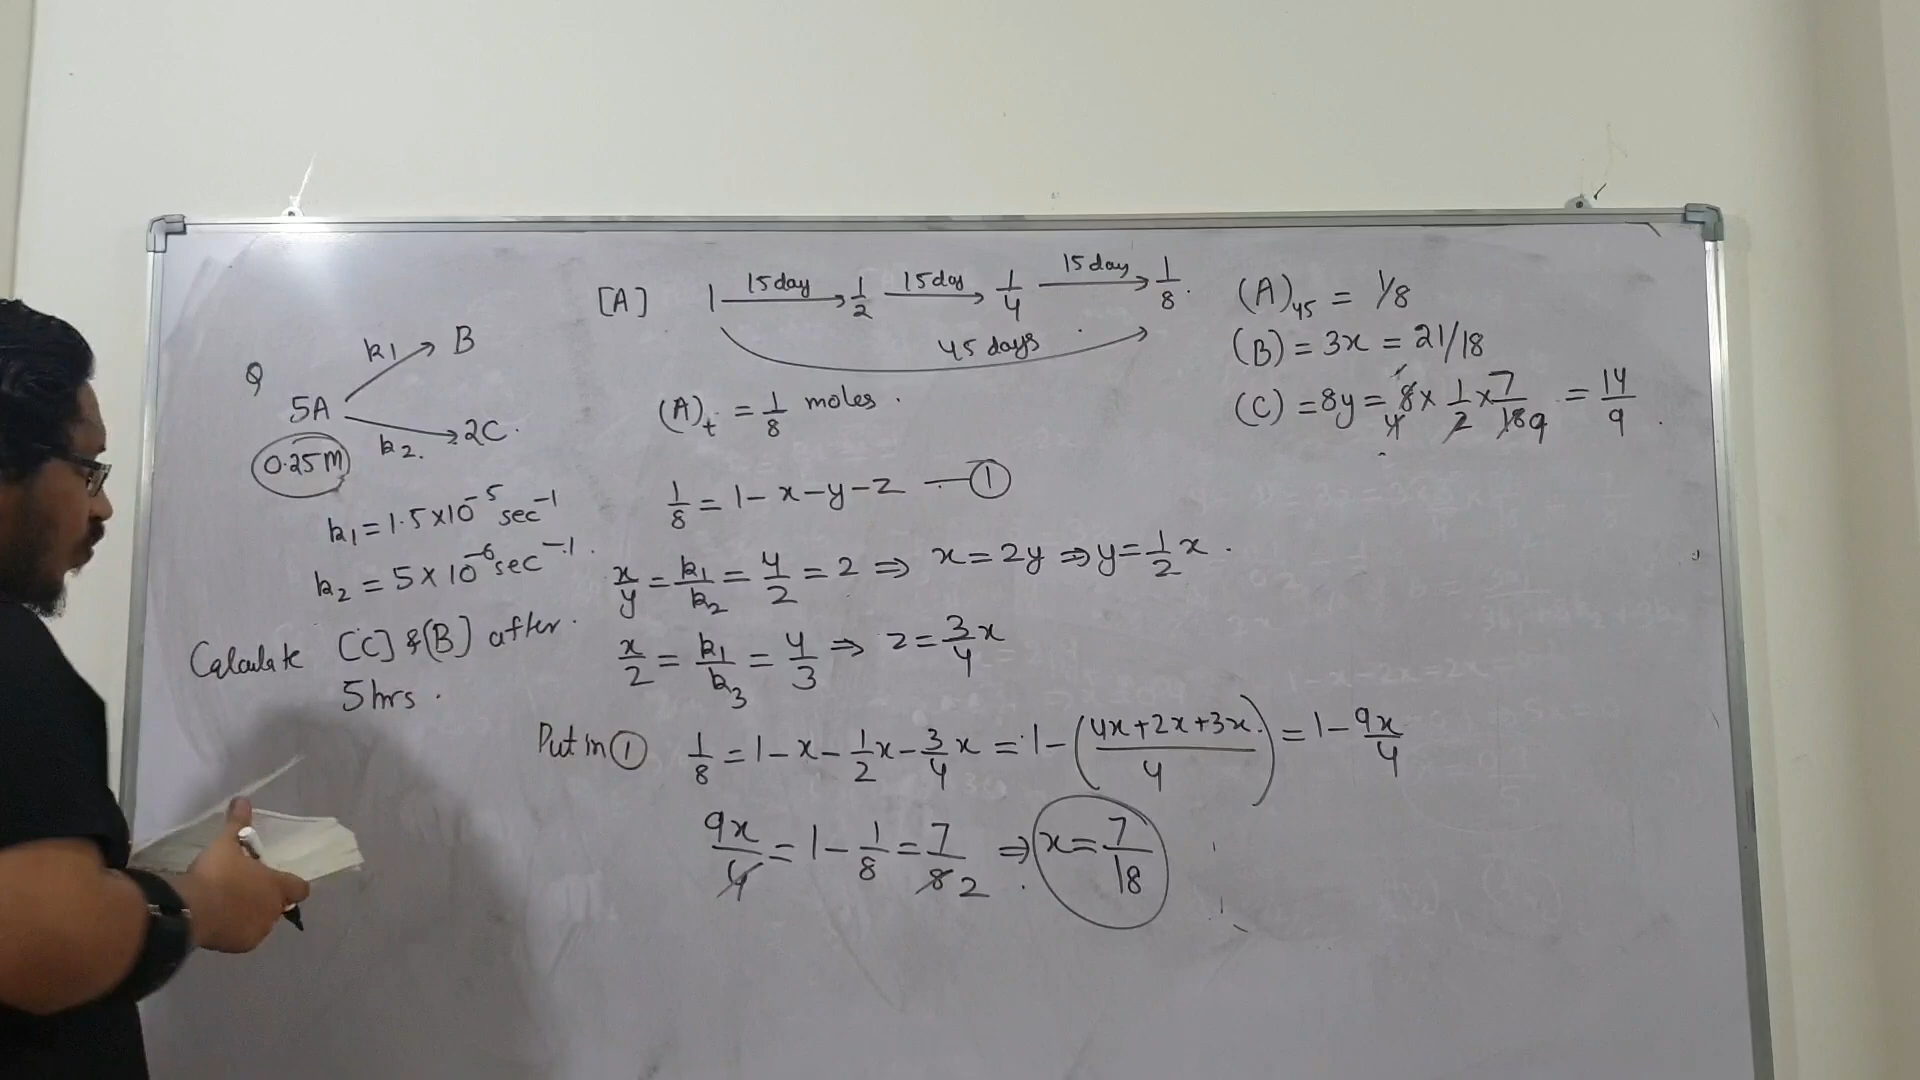 Q
5A k1→ B
k2. → 2C.
0.25M
k1 = 1.5 × 10^-5 sec^-1
k2 = 5 × 10^-6 sec^-1.
Calculate [C] & (B) after.
5 hrs.
[A] 1 —15 day→ 1/2 —15 day→ 1/4 —15 day→ 1/8.
45 days
(A)t = 1/8 moles.
1/8 = 1 - x - y - z — ①
x/y = k1/k2 = 4/2 = 2 ⇒ x = 2y ⇒ y = 1/2 x.
x/z = k1/k3 = 4/3 ⇒ z = 3/4 x
Put in ① 1/8 = 1 - x - 1/2 x - 3/4 x = 1 - (4x + 2x + 3x / 4) = 1 - 9x/4
9x/4 = 1 - 1/8 = 7/8 2 ⇒ x = 7/18
(A)45 = 1/8
(B) = 3x = 21/18
(C) = 8y = 8 4 × 1/2 × 7/18 9 = 14/9.